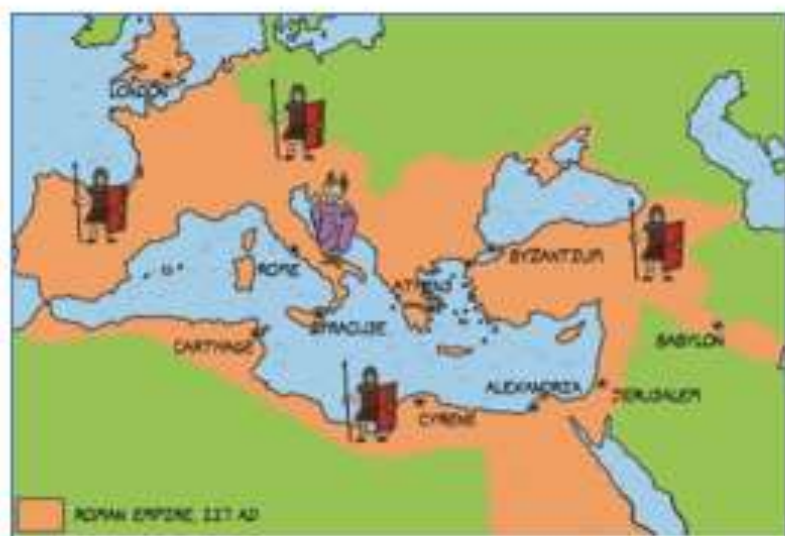 LONDON
ROME
BYZANTIUM
ATHENS
SYRACUSE
CARTHAGE
BABYLON
ALEXANDRIA
JERUSALEM
CYRENE
ROMAN EMPIRE, 117 AD